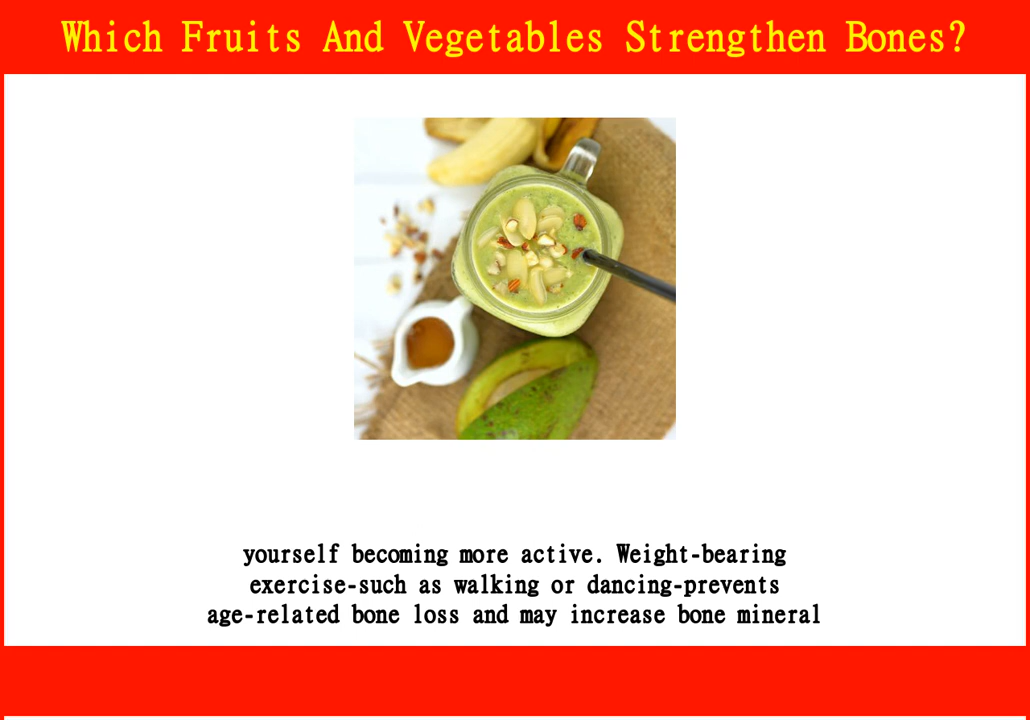 Which Fruits And Vegetables Strengthen Bones?
yourself becoming more active. Weight-bearing
exercise-such as walking or dancing-prevents
age-related bone loss and may increase bone mineral